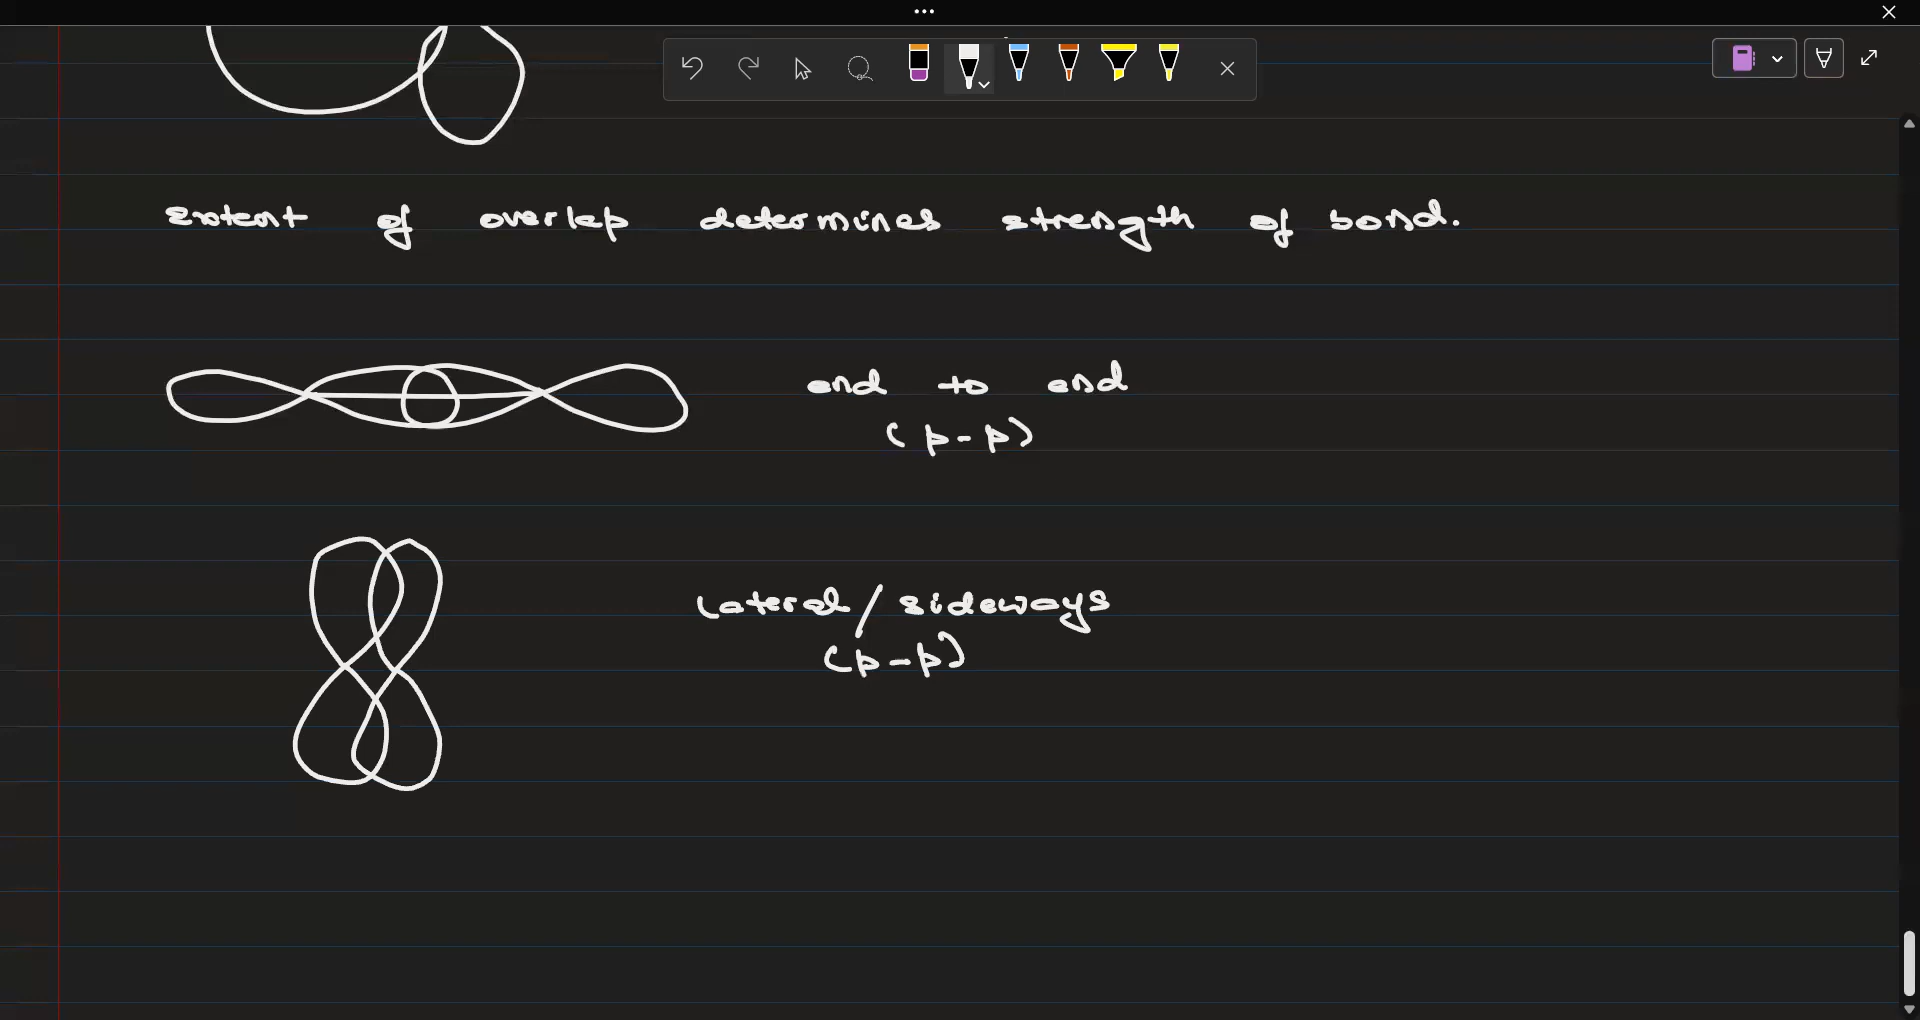 Extent of overlap determines strength of bond.
end to end
(p-p)
Lateral/sideways
(p-p)